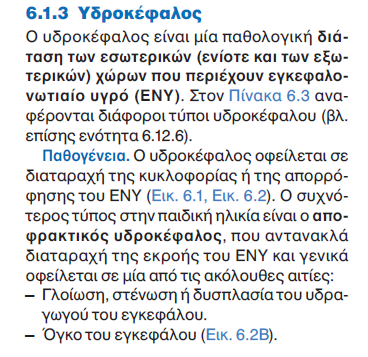 6.1.3 Υδροκέφαλος
Ο υδροκέφαλος είναι μία παθολογική διά-
ταση των εσωτερικών (ενίοτε και των εξω-
τερικών) χώρων που περιέχουν εγκεφαλο-
νωτιαίο υγρό (ΕΝΥ). Στον Πίνακα 6.3 ανα-
φέρονται διάφοροι τύποι υδροκέφαλου (βλ.
επίσης ενότητα 6.12.6).
Παθογένεια. Ο υδροκέφαλος οφείλεται σε
διαταραχή της κυκλοφορίας ή της απορρό-
φησης του ΕΝΥ (Εικ. 6.1, Εικ. 6.2). Ο συχνό-
τερος τύπος στην παιδική ηλικία είναι ο απο-
φρακτικός υδροκέφαλος, που αντανακλά
διαταραχή της εκροής του ΕΝΥ και γενικά
οφείλεται σε μία από τις ακόλουθες αιτίες:
– Γλοίωση, στένωση ή δυσπλασία του υδρα-
γωγού του εγκεφάλου.
– Όγκο του εγκεφάλου (Εικ. 6.2Β).